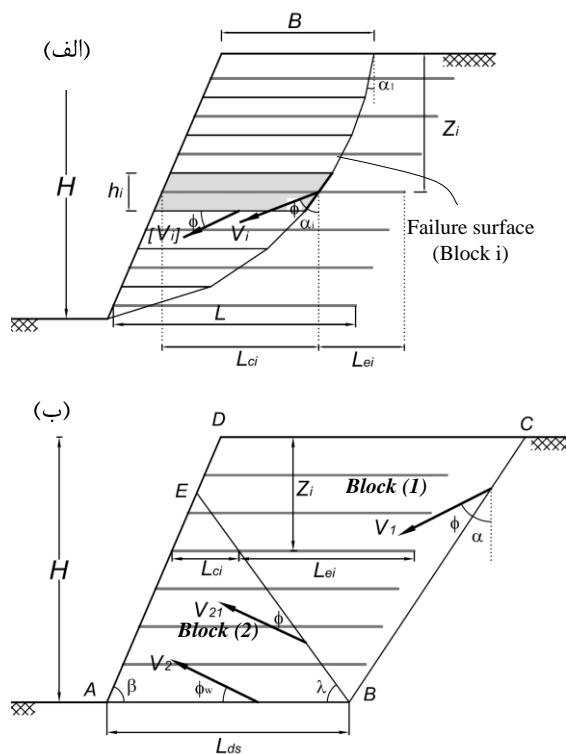 (الف)
B
α₁
Zᵢ
H
hᵢ
ϕ
[Vᵢ]
Vᵢ
ϕ
αᵢ
Failure surface
(Block i)
L
Lcᵢ
Leᵢ
(ب)
D
C
E
Zᵢ
Block (1)
V₁
ϕ
α
H
Lcᵢ
Leᵢ
V₂₁
ϕ
Block (2)
V₂
A
β
ϕw
λ
B
Lds